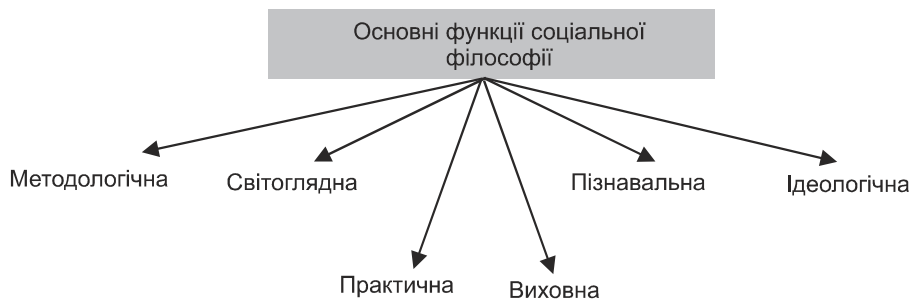 Основні функції соціальної
філософії
Методологічна
Світоглядна
Пізнавальна
Ідеологічна
Практична
Виховна